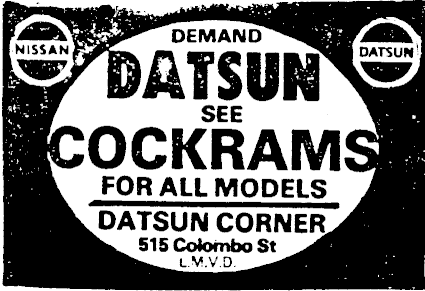 DEMAND
NISSAN
DATSUN
DATSUN
SEE
COCKRAMS
FOR ALL MODELS
DATSUN CORNER
515 Colombo St
L.M.V.D.